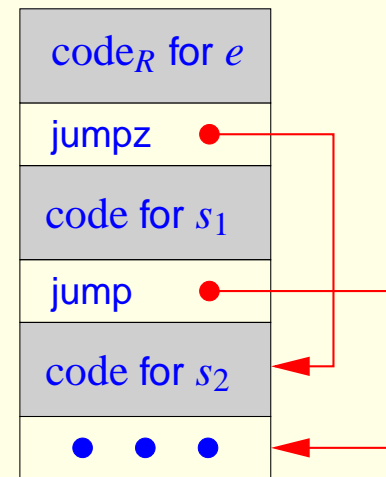 codeR for e
jumpz
code for s1
jump
code for s2